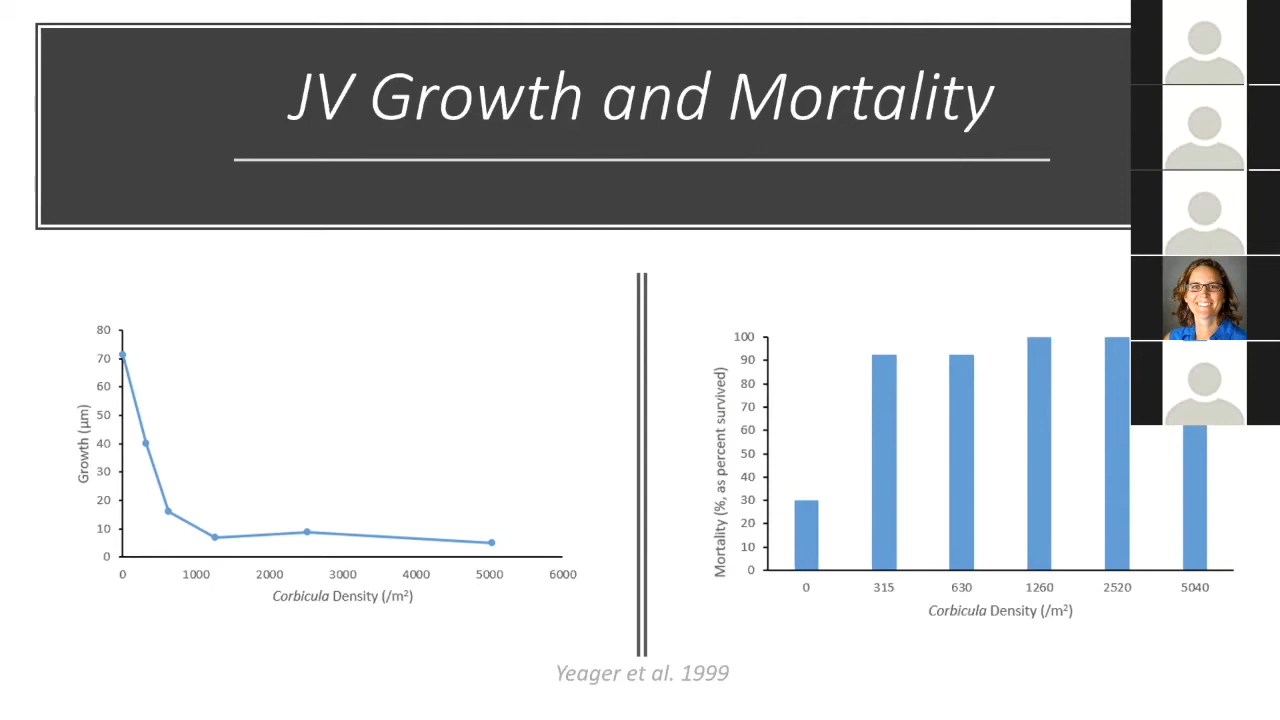 JV Growth and Mortality
80
70
60
50
40
30
20
10
0
Growth (µm)
0 1000 2000 3000 4000 5000 6000
Corbicula Density (/m²)
100
90
80
70
60
50
40
30
20
10
0
Mortality (%, as percent survived)
0 315 630 1260 2520 5040
Corbicula Density (/m²)
Yeager et al. 1999